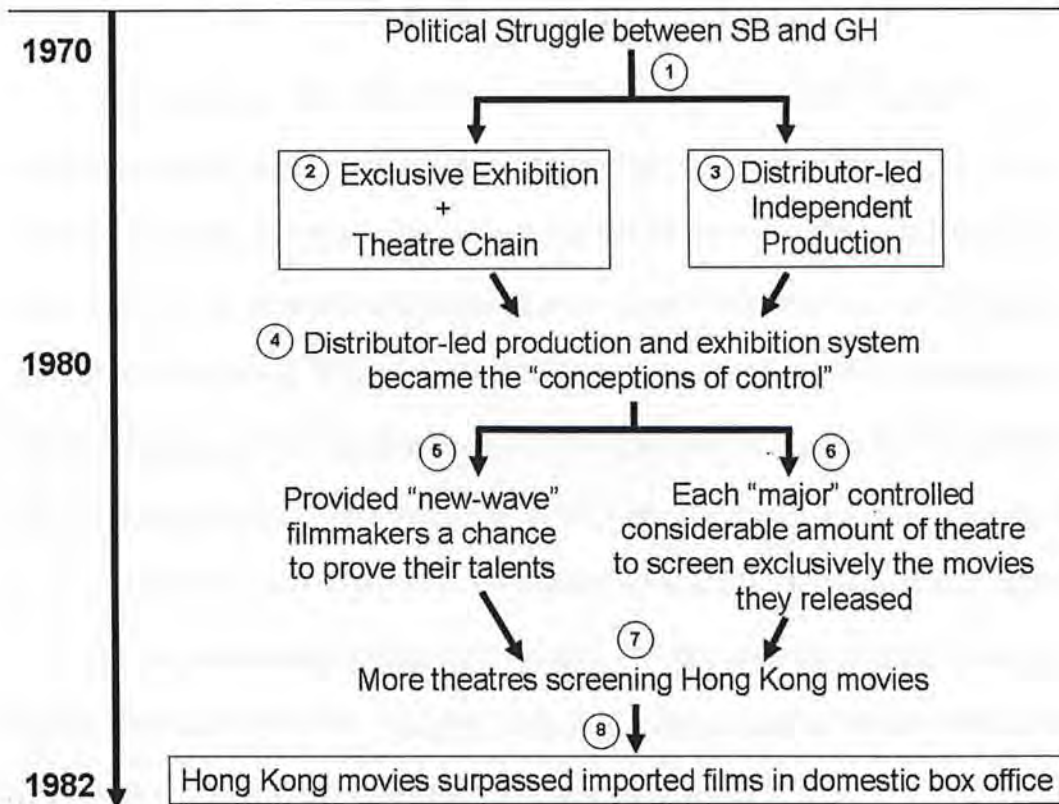 1970
Political Struggle between SB and GH
1
2 Exclusive Exhibition
+
Theatre Chain
3 Distributor-led
Independent
Production
1980
4 Distributor-led production and exhibition system
became the “conceptions of control”
5
Provided “new-wave”
filmmakers a chance
to prove their talents
6
Each “major” controlled
considerable amount of theatre
to screen exclusively the movies
they released
7
More theatres screening Hong Kong movies
8
1982
Hong Kong movies surpassed imported films in domestic box office